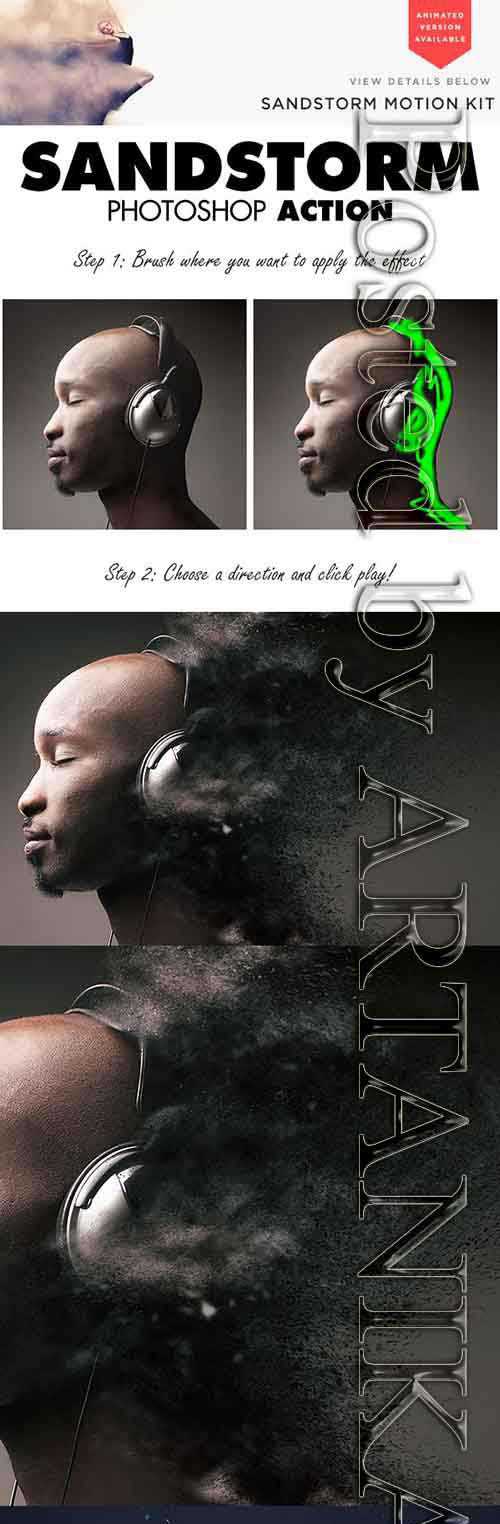 ANIMATED
VERSION
AVAILABLE
VIEW DETAILS BELOW
SANDSTORM MOTION KIT
SANDSTORM
PHOTOSHOP ACTION
Step 1: Brush where you want to apply the effect
Step 2: Choose a direction and click play!
Posted by ARTANIKA